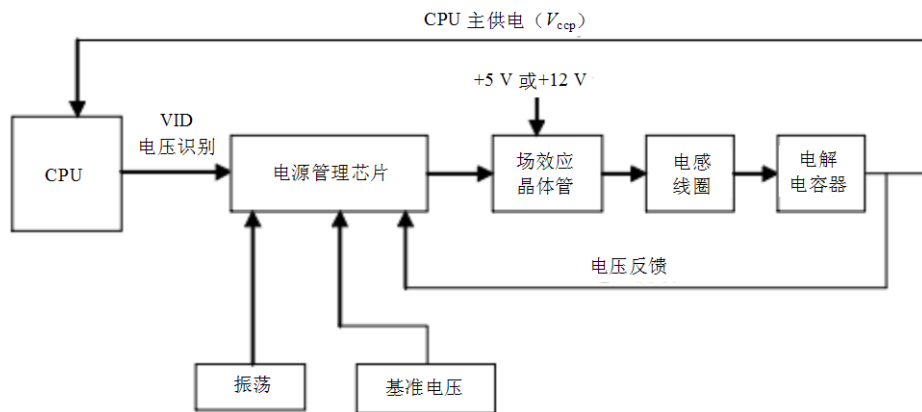 CPU 主供电（Vccp）
+5 V 或+12 V
VID
电压识别
CPU
电源管理芯片
场效应
晶体管
电感
线圈
电解
电容器
电压反馈
振荡
基准电压